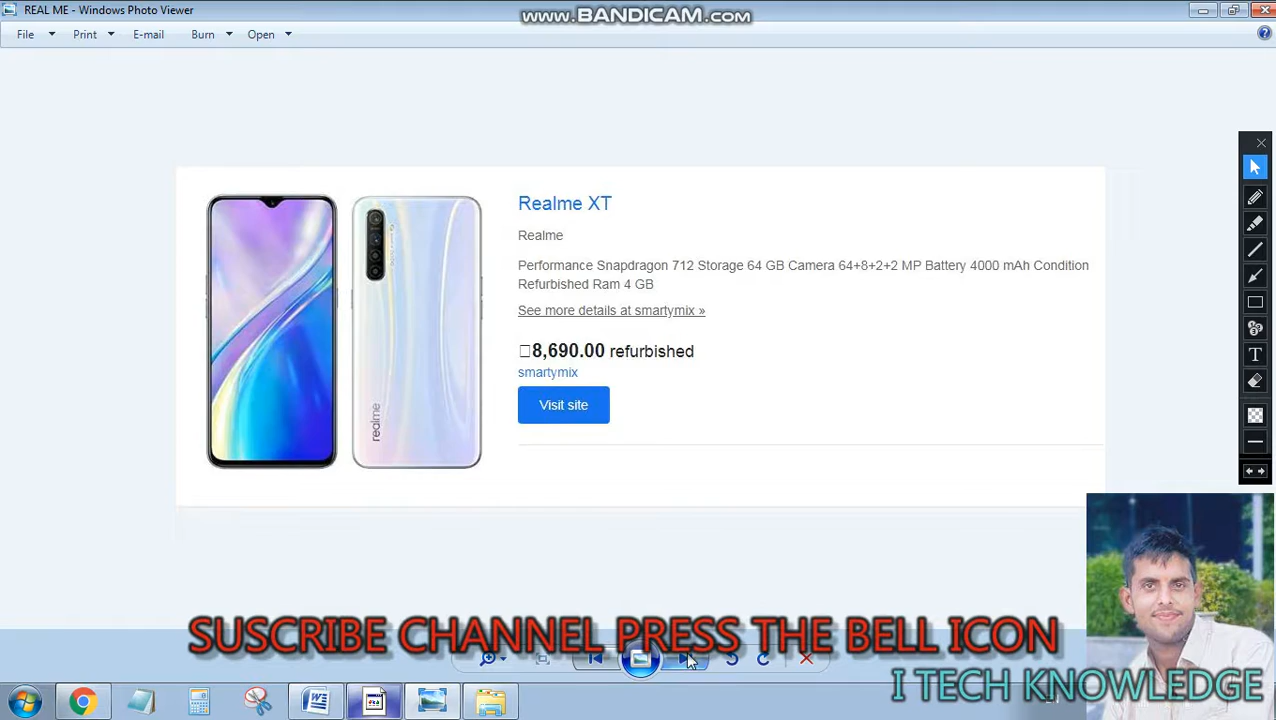 REAL ME - Windows Photo Viewer
www.BANDICAM.com
File Print E-mail Burn Open
Realme XT
Realme
Performance Snapdragon 712 Storage 64 GB Camera 64+8+2+2 MP Battery 4000 mAh Condition
Refurbished Ram 4 GB
See more details at smartymix »
8,690.00 refurbished
smartymix
Visit site
realme
SUSCRIBE CHANNEL PRESS THE BELL ICON
I TECH KNOWLEDGE